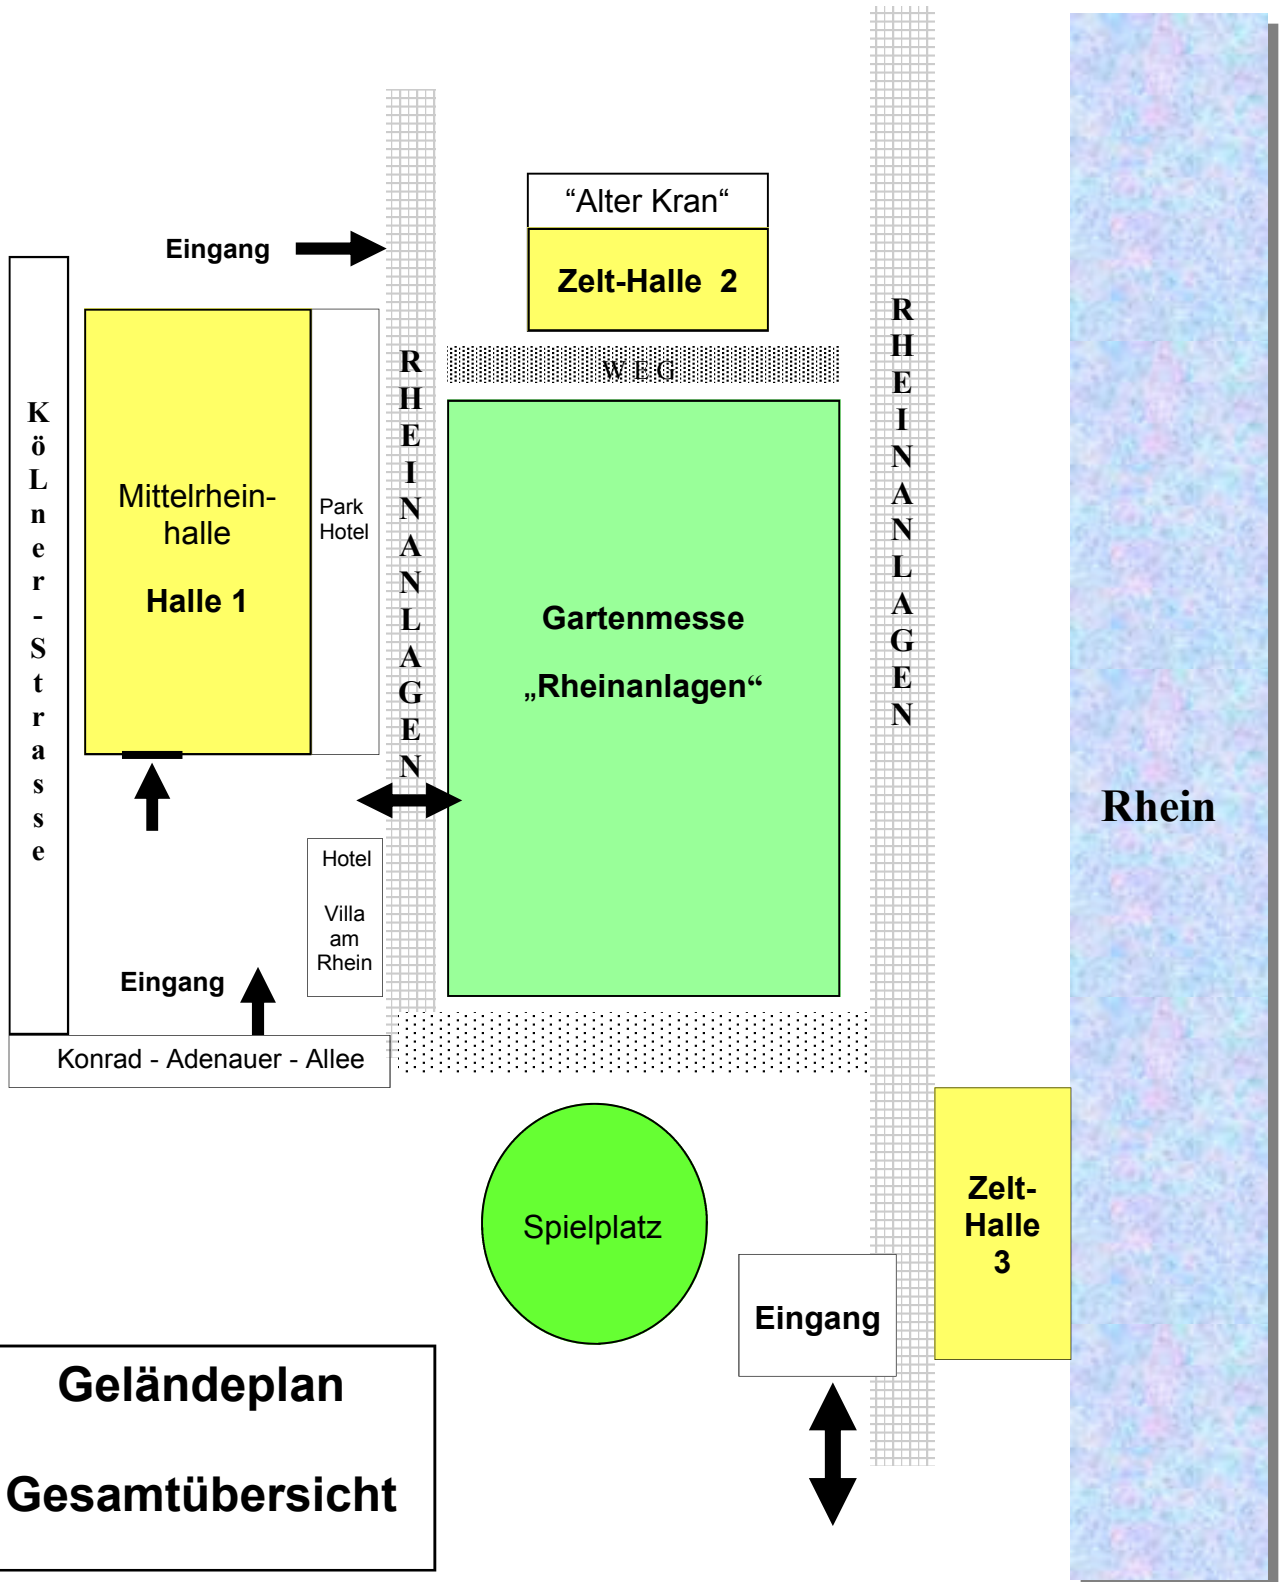 “Alter Kran“
Eingang
Zelt-Halle 2
WEG
KöLner-Strasse
Mittelrhein-
halle
Halle 1
Park
Hotel
RHEINANLAGEN
Gartenmesse
„Rheinanlagen“
RHEINANLAGEN
Rhein
Hotel
Villa
am
Rhein
Eingang
Konrad - Adenauer - Allee
Spielplatz
Zelt-
Halle
3
Eingang
Geländeplan
Gesamtübersicht